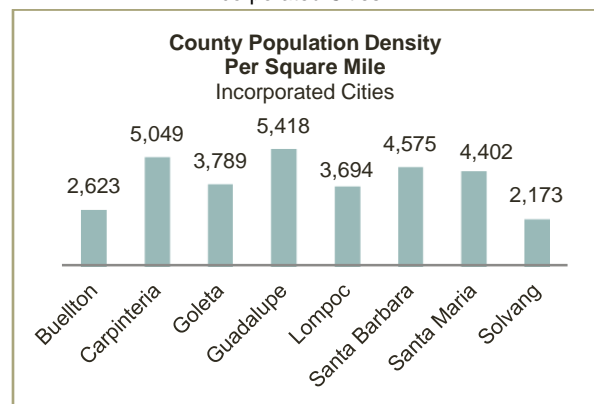 County Population Density
Per Square Mile
Incorporated Cities
2,623
5,049
3,789
5,418
3,694
4,575
4,402
2,173
Buellton
Carpinteria
Goleta
Guadalupe
Lompoc
Santa Barbara
Santa Maria
Solvang